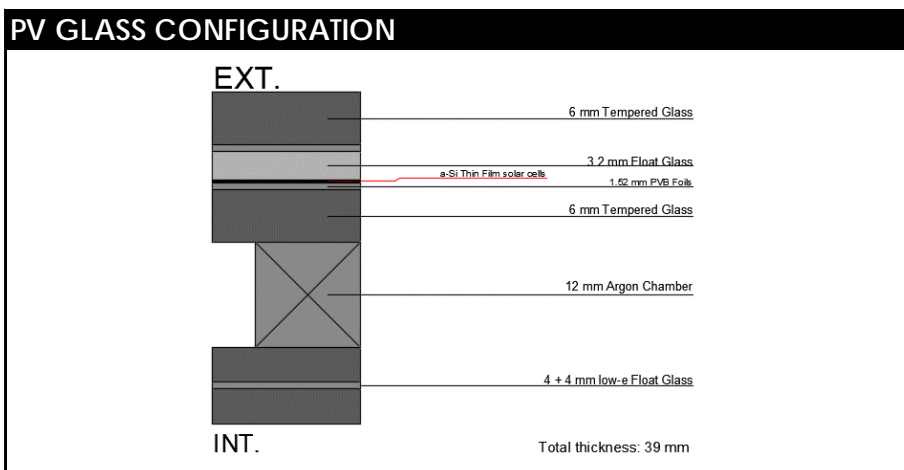 PV GLASS CONFIGURATION
EXT.
6 mm Tempered Glass
3.2 mm Float Glass
a-Si Thin Film solar cells
1.52 mm PVB Foils
6 mm Tempered Glass
12 mm Argon Chamber
4 + 4 mm low-e Float Glass
INT.
Total thickness: 39 mm